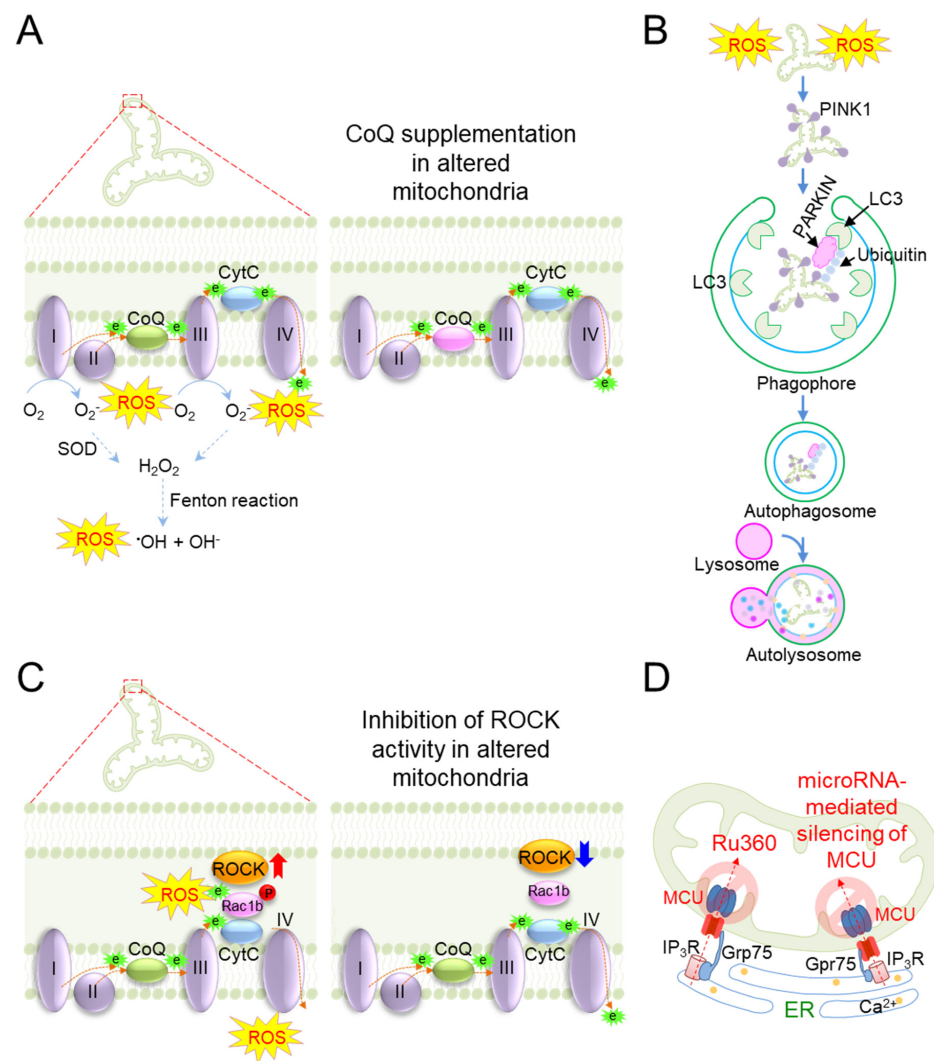 A
CoQ supplementation
in altered
mitochondria
I
II
e
CoQ
e
III
e
CytC
e
IV
e
II
e
CoQ
e
III
e
CytC
e
IV
e
I
O2
O2-
ROS
O2
O2-
ROS
SOD
H2O2
Fenton reaction
ROS
·OH + OH-
B
ROS
ROS
PINK1
PARKIN
LC3
Ubiquitin
LC3
Phagophore
Autophagosome
Lysosome
Autolysosome
C
Inhibition of ROCK
activity in altered
mitochondria
ROCK
ROS
e
P
Rac1b
e
CytC
IV
I
II
e
CoQ
e
III
ROS
ROCK
Rac1b
e
CytC
e
IV
I
II
e
CoQ
e
III
e
D
microRNA-
mediated
silencing of
MCU
Ru360
MCU
MCU
IP3R
Grp75
Gpr75
IP3R
ER
Ca2+